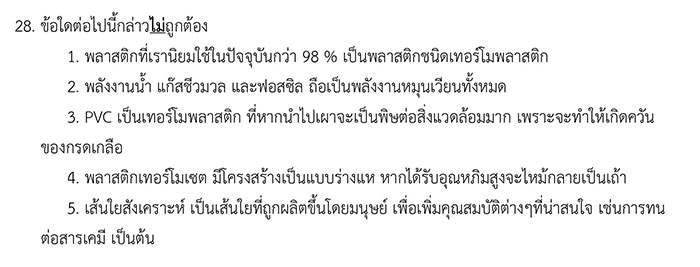 28. ข้อใดต่อไปนี้กล่าวไม่ถูกต้อง
1. พลาสติกที่เรานิยมใช้ในปัจจุบันกว่า 98 % เป็นพลาสติกชนิดเทอร์โมพลาสติก
2. พลังงานน้ำ แก๊สชีวมวล และฟอสซิล ถือเป็นพลังงานหมุนเวียนทั้งหมด
3. PVC เป็นเทอร์โมพลาสติก ที่หากนำไปเผาจะเป็นพิษต่อสิ่งแวดล้อมมาก เพราะจะทำให้เกิดควัน
ของกรดเกลือ
4. พลาสติกเทอร์โมเซต มีโครงสร้างเป็นแบบร่างแห หากได้รับอุณหภิมสูงจะไหม้กลายเป็นเถ้า
5. เส้นใยสังเคราะห์ เป็นเส้นใยที่ถูกผลิตขึ้นโดยมนุษย์ เพื่อเพิ่มคุณสมบัติต่างๆที่น่าสนใจ เช่นการทน
ต่อสารเคมี เป็นต้น